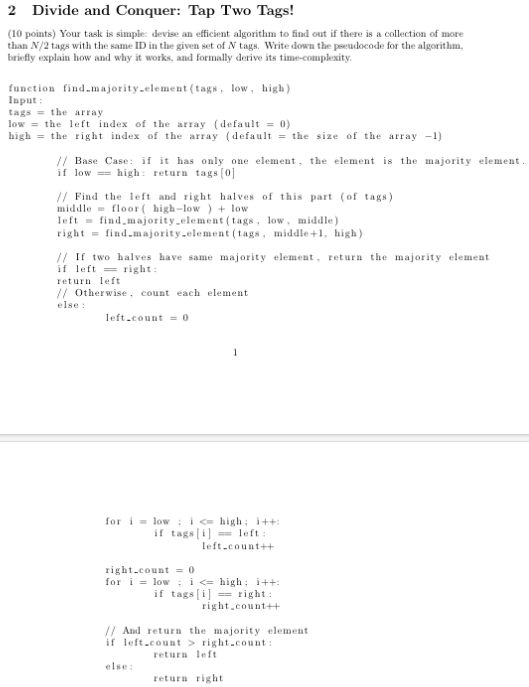 2 Divide and Conquer: Tap Two Tags!
(10 points) Your task is simple: devise an efficient algorithm to find out if there is a collection of more
than N/2 tags with the same ID in the given set of N tags. Write down the pseudocode for the algorithm,
briefly explain how and why it works, and formally derive its time-complexity.
function find_majority_element(tags, low, high)
Input:
tags = the array
low = the left index of the array (default = 0)
high = the right index of the array (default = the size of the array −1)
// Base Case: if it has only one element, the element is the majority element.
if low == high: return tags[0]
// Find the left and right halves of this part (of tags)
middle = floor( high−low ) + low
left = find_majority_element(tags, low, middle)
right = find_majority_element(tags, middle+1, high)
// If two halves have same majority element, return the majority element
if left == right:
return left
// Otherwise, count each element
else:
left_count = 0
1
for i = low ; i <= high; i++:
if tags[i] == left:
left_count++
right_count = 0
for i = low ; i <= high; i++:
if tags[i] == right:
right_count++
// And return the majority element
if left_count > right_count:
return left
else:
return right